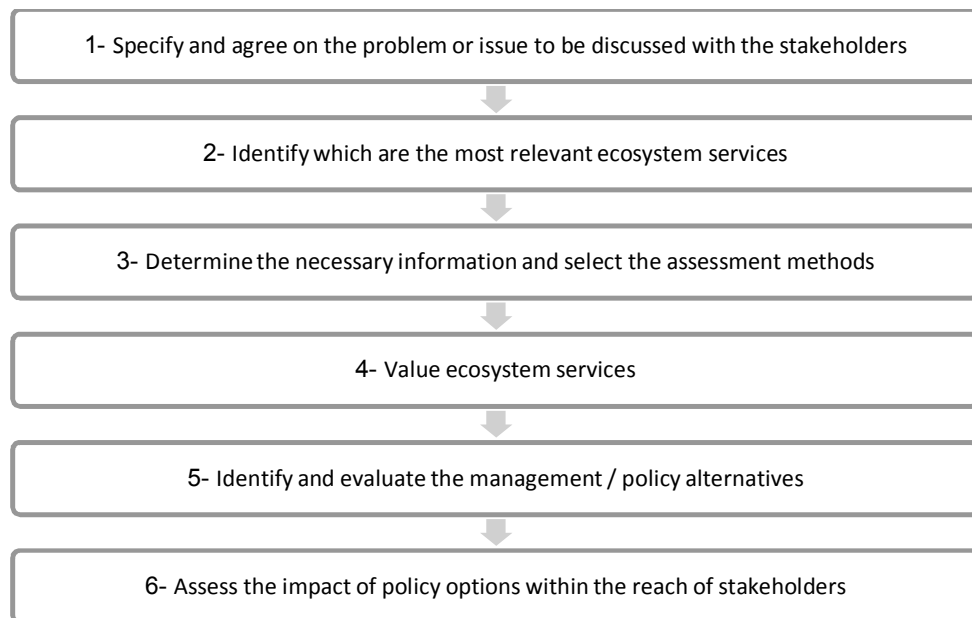 1- Specify and agree on the problem or issue to be discussed with the stakeholders
2- Identify which are the most relevant ecosystem services
3- Determine the necessary information and select the assessment methods
4- Value ecosystem services
5- Identify and evaluate the management / policy alternatives
6- Assess the impact of policy options within the reach of stakeholders